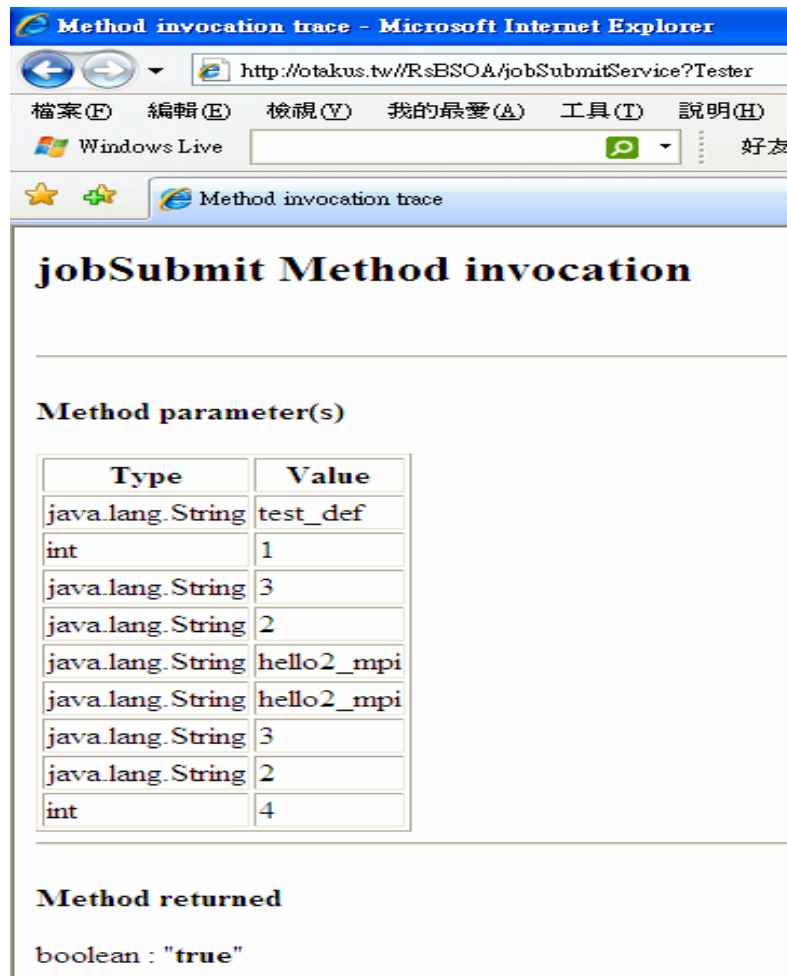 Method invocation trace - Microsoft Internet Explorer
http://otakus.tw//RsBSOA/jobSubmitService?Tester
檔案(F) 編輯(E) 檢視(V) 我的最愛(A) 工具(T) 說明(H)
Windows Live 好友
Method invocation trace
jobSubmit Method invocation
Method parameter(s)
Type Value
java.lang.String test_def
int 1
java.lang.String 3
java.lang.String 2
java.lang.String hello2_mpi
java.lang.String hello2_mpi
java.lang.String 3
java.lang.String 2
int 4
Method returned
boolean : "true"